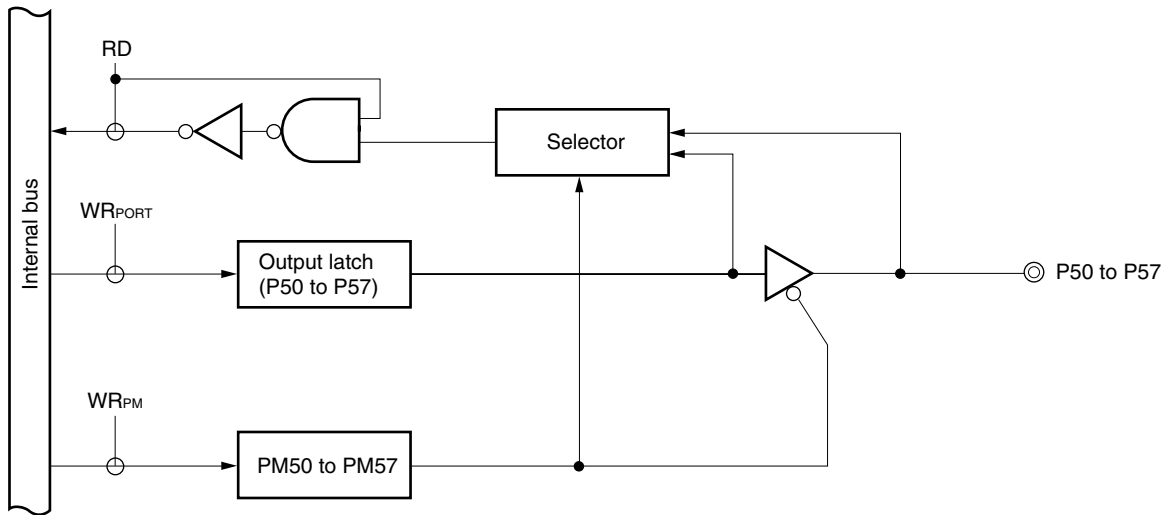 RD
Selector
Internal bus
WRPORT
Output latch
(P50 to P57)
P50 to P57
WRPM
PM50 to PM57